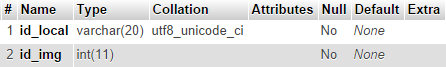 # Name Type Collation Attributes Null Default Extra
1 id_local varchar(20) utf8_unicode_ci No None
2 id_img int(11) No None